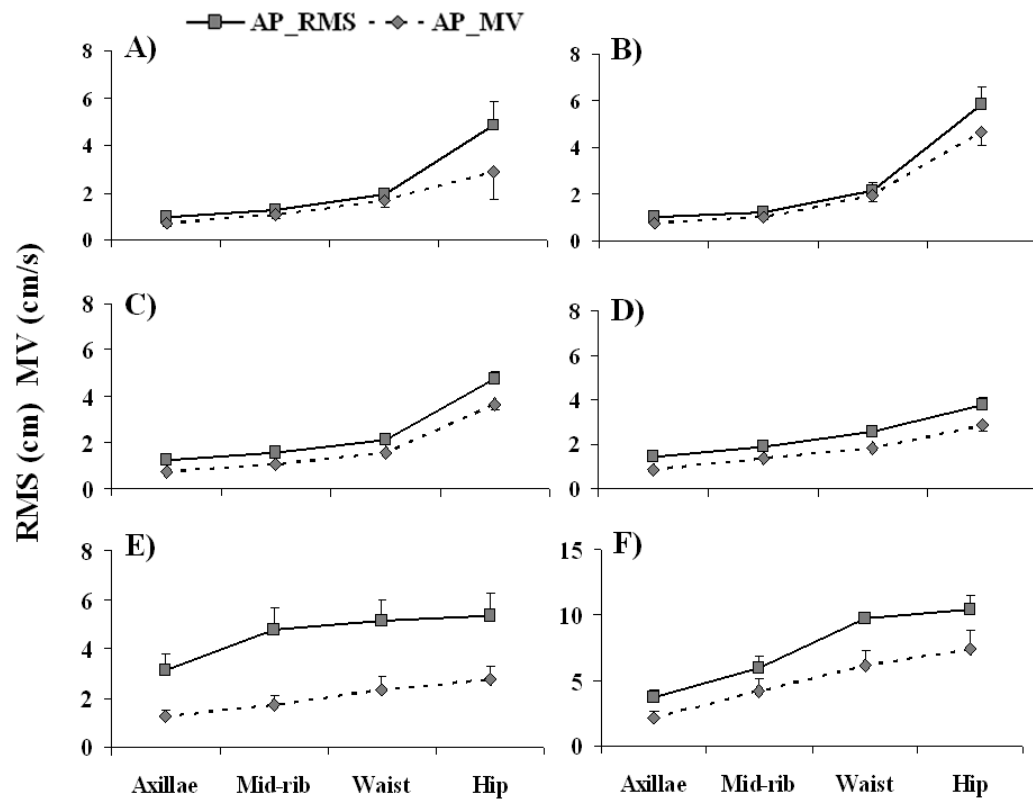 AP_RMS AP_MV
RMS (cm) MV (cm/s)
A)
8
6
4
2
0
B)
8
6
4
2
0
C)
8
6
4
2
0
D)
8
6
4
2
0
E)
8
6
4
2
0
Axillae Mid-rib Waist Hip
F)
15
10
5
0
Axillae Mid-rib Waist Hip